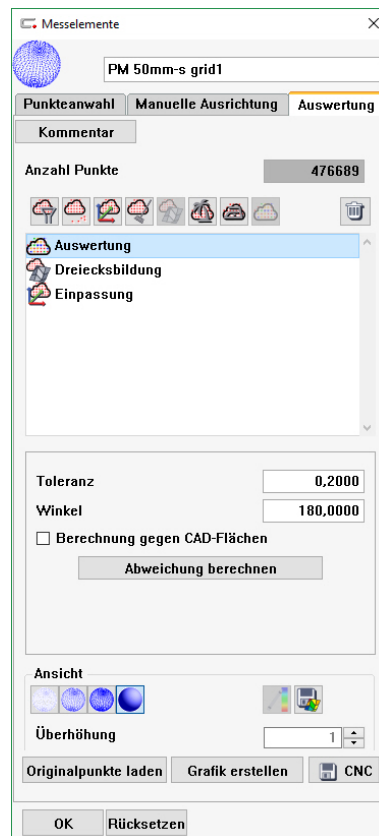 Messelemente
PM 50mm-s grid1
Punkteanwahl Manuelle Ausrichtung Auswertung
Kommentar
Anzahl Punkte 476689
Auswertung
Dreiecksbildung
Einpassung
Toleranz 0,2000
Winkel 180,0000
Berechnung gegen CAD-Flächen
Abweichung berechnen
Ansicht
Überhöhung 1
Originalpunkte laden Grafik erstellen CNC
OK Rücksetzen